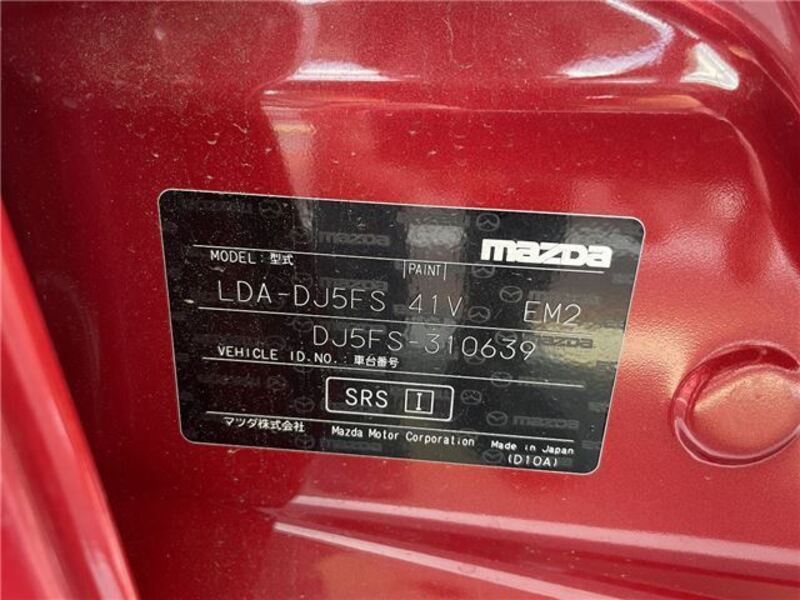 mazda
MODEL: 型式 PAINT
LDA-DJ5FS 41V EM2
DJ5FS-310639
VEHICLE ID.NO.: 車台番号
SRS I
マツダ株式会社 Mazda Motor Corporation Made in Japan
(D10A)